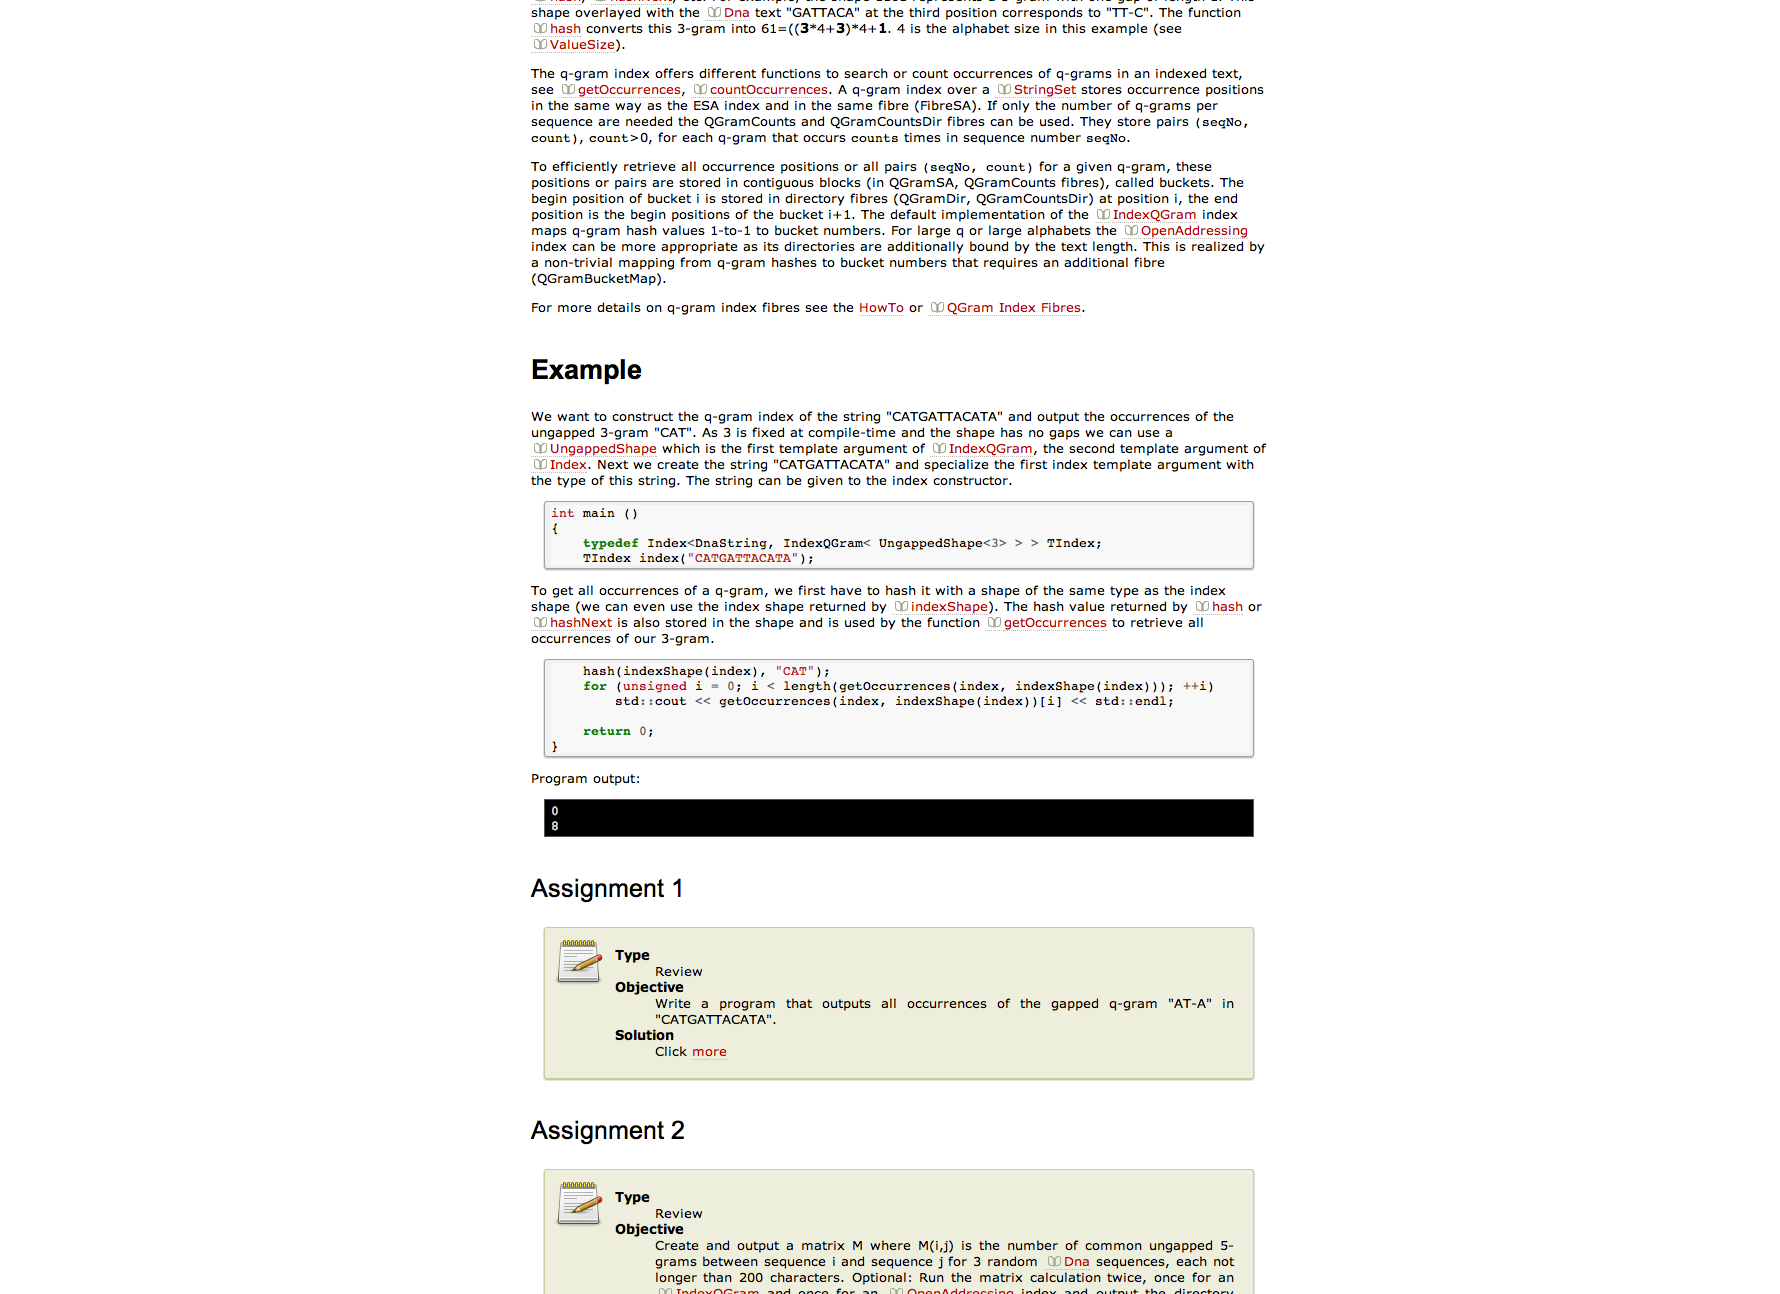 shape overlayed with the Dna text "GATTACA" at the third position corresponds to "TT-C". The function
hash converts this 3-gram into 61=((3*4+3)*4+1. 4 is the alphabet size in this example (see
ValueSize).
The q-gram index offers different functions to search or count occurrences of q-grams in an indexed text,
see getOccurrences, countOccurrences. A q-gram index over a StringSet stores occurrence positions
in the same way as the ESA index and in the same fibre (FibreSA). If only the number of q-grams per
sequence are needed the QGramCounts and QGramCountsDir fibres can be used. They store pairs (seqNo,
count), count>0, for each q-gram that occurs counts times in sequence number seqNo.
To efficiently retrieve all occurrence positions or all pairs (seqNo, count) for a given q-gram, these
positions or pairs are stored in contiguous blocks (in QGramSA, QGramCounts fibres), called buckets. The
begin position of bucket i is stored in directory fibres (QGramDir, QGramCountsDir) at position i, the end
position is the begin positions of the bucket i+1. The default implementation of the IndexQGram index
maps q-gram hash values 1-to-1 to bucket numbers. For large q or large alphabets the OpenAddressing
index can be more appropriate as its directories are additionally bound by the text length. This is realized by
a non-trivial mapping from q-gram hashes to bucket numbers that requires an additional fibre
(QGramBucketMap).
For more details on q-gram index fibres see the HowTo or QGram Index Fibres.
Example
We want to construct the q-gram index of the string "CATGATTACATA" and output the occurrences of the
ungapped 3-gram "CAT". As 3 is fixed at compile-time and the shape has no gaps we can use a
UngappedShape which is the first template argument of IndexQGram, the second template argument of
Index. Next we create the string "CATGATTACATA" and specialize the first index template argument with
the type of this string. The string can be given to the index constructor.
int main ()
{
typedef Index<DnaString, IndexQGram< UngappedShape<3> > > TIndex;
TIndex index("CATGATTACATA");
To get all occurrences of a q-gram, we first have to hash it with a shape of the same type as the index
shape (we can even use the index shape returned by indexShape). The hash value returned by hash or
hashNext is also stored in the shape and is used by the function getOccurrences to retrieve all
occurrences of our 3-gram.
hash(indexShape(index), "CAT");
for (unsigned i = 0; i < length(getOccurrences(index, indexShape(index))); ++i)
std::cout << getOccurrences(index, indexShape(index))[i] << std::endl;
return 0;
}
Program output:
0
8
Assignment 1
Type
Review
Objective
Write a program that outputs all occurrences of the gapped q-gram "AT-A" in
"CATGATTACATA".
Solution
Click more
Assignment 2
Type
Review
Objective
Create and output a matrix M where M(i,j) is the number of common ungapped 5-
grams between sequence i and sequence j for 3 random Dna sequences, each not
longer than 200 characters. Optional: Run the matrix calculation twice, once for an
IndexQGram and once for an OpenAddressing index and output the directory